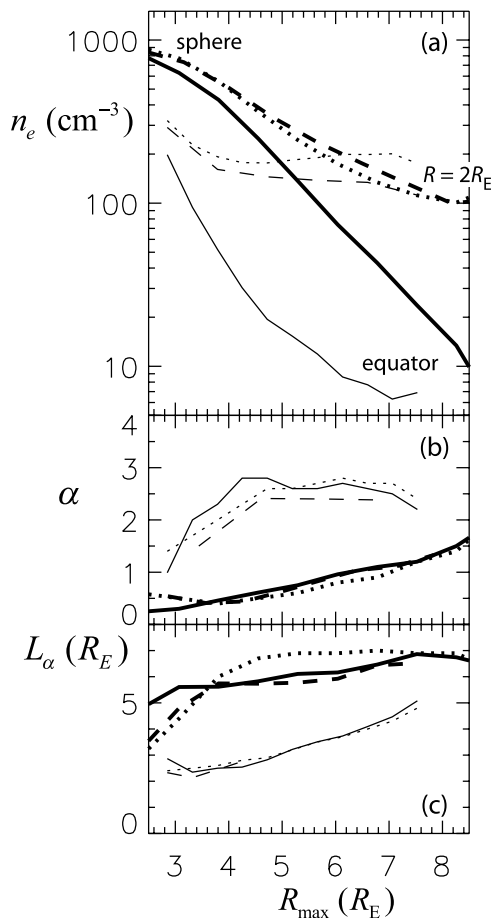 1000
sphere
(a)
n_e (cm⁻³)
R = 2R_E
100
10
equator
4
(b)
3
α
2
1
0
L_α (R_E)
5
0
(c)
3 4 5 6 7 8
R_max (R_E)